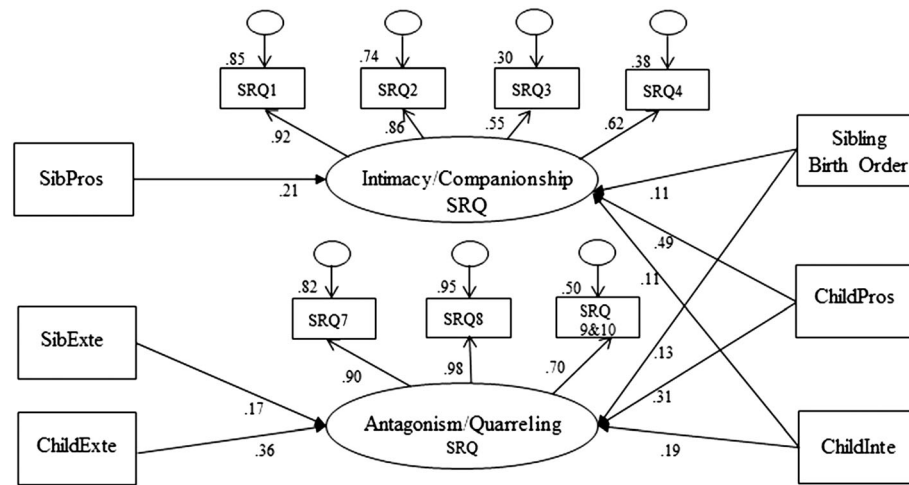 .85
.74
.30
.38
SRQ1
SRQ2
SRQ3
SRQ4
.92
.86
.55
.62
SibPros
.21
Intimacy/Companionship
SRQ
Sibling
Birth Order
.11
.49
.11
.82
.95
.50
SRQ7
SRQ8
SRQ
9&10
ChildPros
SibExte
.90
.98
.70
.13
.31
.17
Antagonism/Quarreling
SRQ
ChildExte
.36
.19
ChildInte